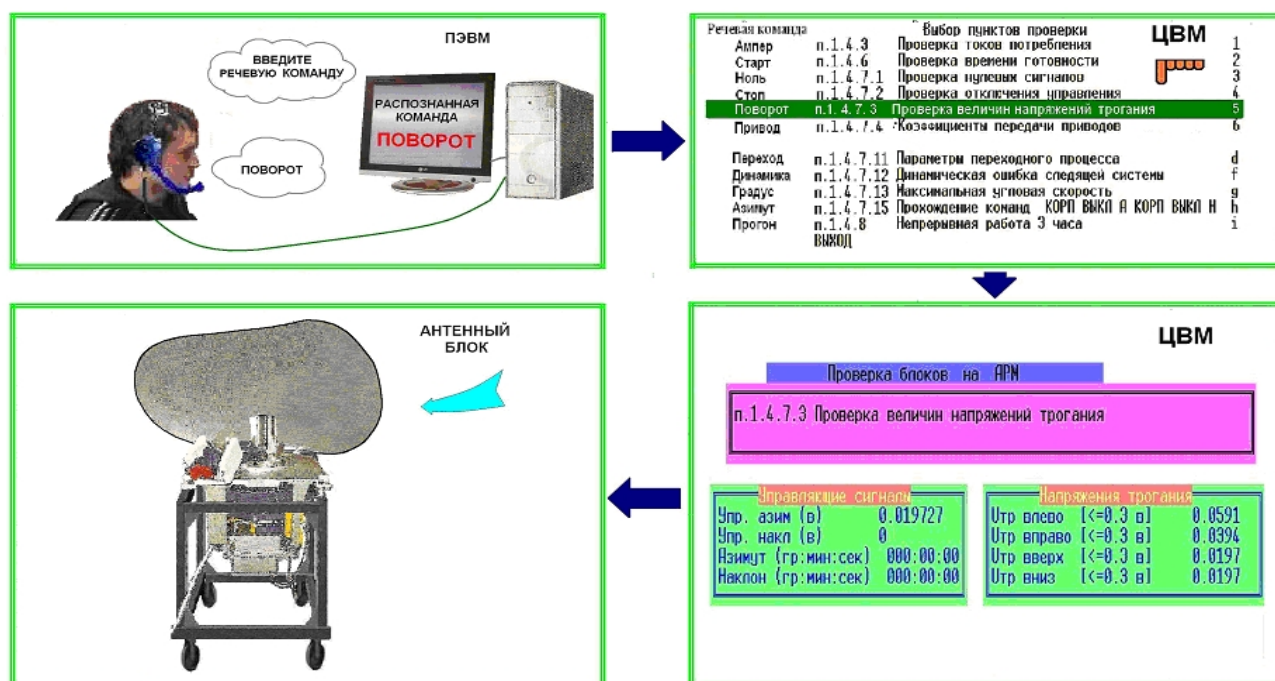 ПЭВМ
ВВЕДИТЕ
РЕЧЕВУЮ КОМАНДУ
ПОВОРОТ
РАСПОЗНАННАЯ
КОМАНДА
ПОВОРОТ
Речевая команда Выбор пунктов проверки ЦВМ
Ампер п.1.4.3 Проверка токов потребления 1
Старт п.1.4.6 Проверка времени готовности 2
Ноль п.1.4.7.1 Проверка нулевых сигналов 3
Стоп п.1.4.7.2 Проверка отключения управления 4
Поворот п.1.4.7.3 Проверка величин напряжений трогания 5
Привод п.1.4.7.4 Коэффициенты передачи приводов 6
Переход п.1.4.7.11 Параметры переходного процесса d
Динамика п.1.4.7.12 Динамическая ошибка следящей системы f
Градус п.1.4.7.13 Максимальная угловая скорость g
Азимут п.1.4.7.15 Прохождение команд КОРП ВЫКЛ А КОРП ВЫКЛ Н h
Прогон п.1.4.8 Непрерывная работа 3 часа i
ВЫХОД
АНТЕННЫЙ
БЛОК
ЦВМ
Проверка блоков на АРМ
п.1.4.7.3 Проверка величин напряжений трогания
Управляющие сигналы
Упр. азим (в) 0.019727
Упр. накл (в) 0
Азимут (гр:мин:сек) 000:00:00
Наклон (гр:мин:сек) 000:00:00
Напряжения трогания
Uтр влево [<=0.3 в] 0.0591
Uтр вправо [<=0.3 в] 0.0394
Uтр вверх [<=0.3 в] 0.0197
Uтр вниз [<=0.3 в] 0.0197